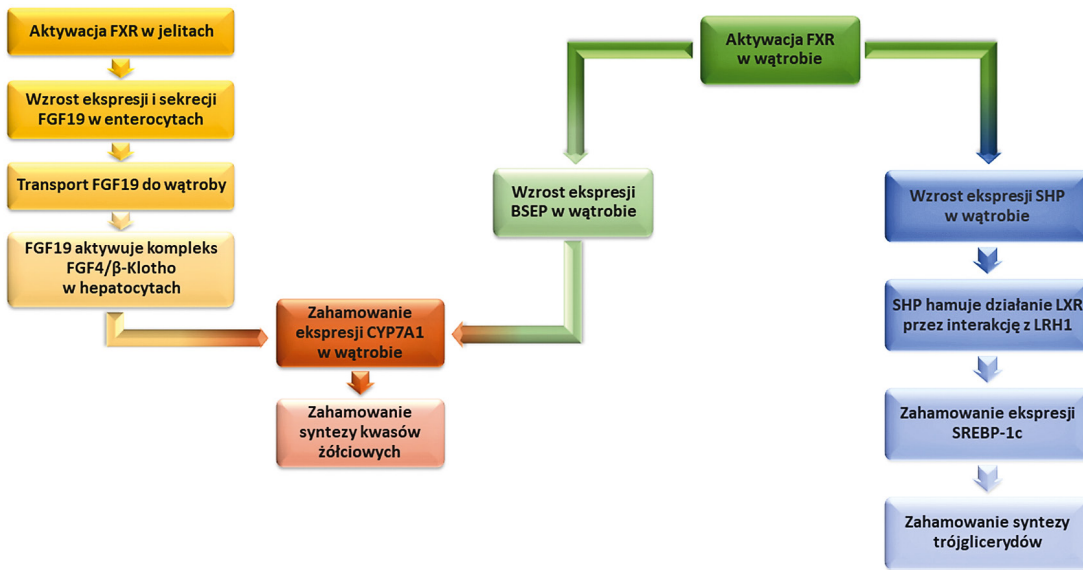 Aktywacja FXR w jelitach
Wzrost ekspresji i sekrecji
FGF19 w enterocytach
Transport FGF19 do wątroby
FGF19 aktywuje kompleks
FGF4/β-Klotho
w hepatocytach
Zahamowanie
ekspresji CYP7A1
w wątrobie
Zahamowanie
syntezy kwasów
żółciowych
Aktywacja FXR
w wątrobie
Wzrost ekspresji
BSEP w wątrobie
Wzrost ekspresji SHP
w wątrobie
SHP hamuje działanie LXR
przez interakcję z LRH1
Zahamowanie ekspresji
SREBP-1c
Zahamowanie syntezy
trójglicerydów